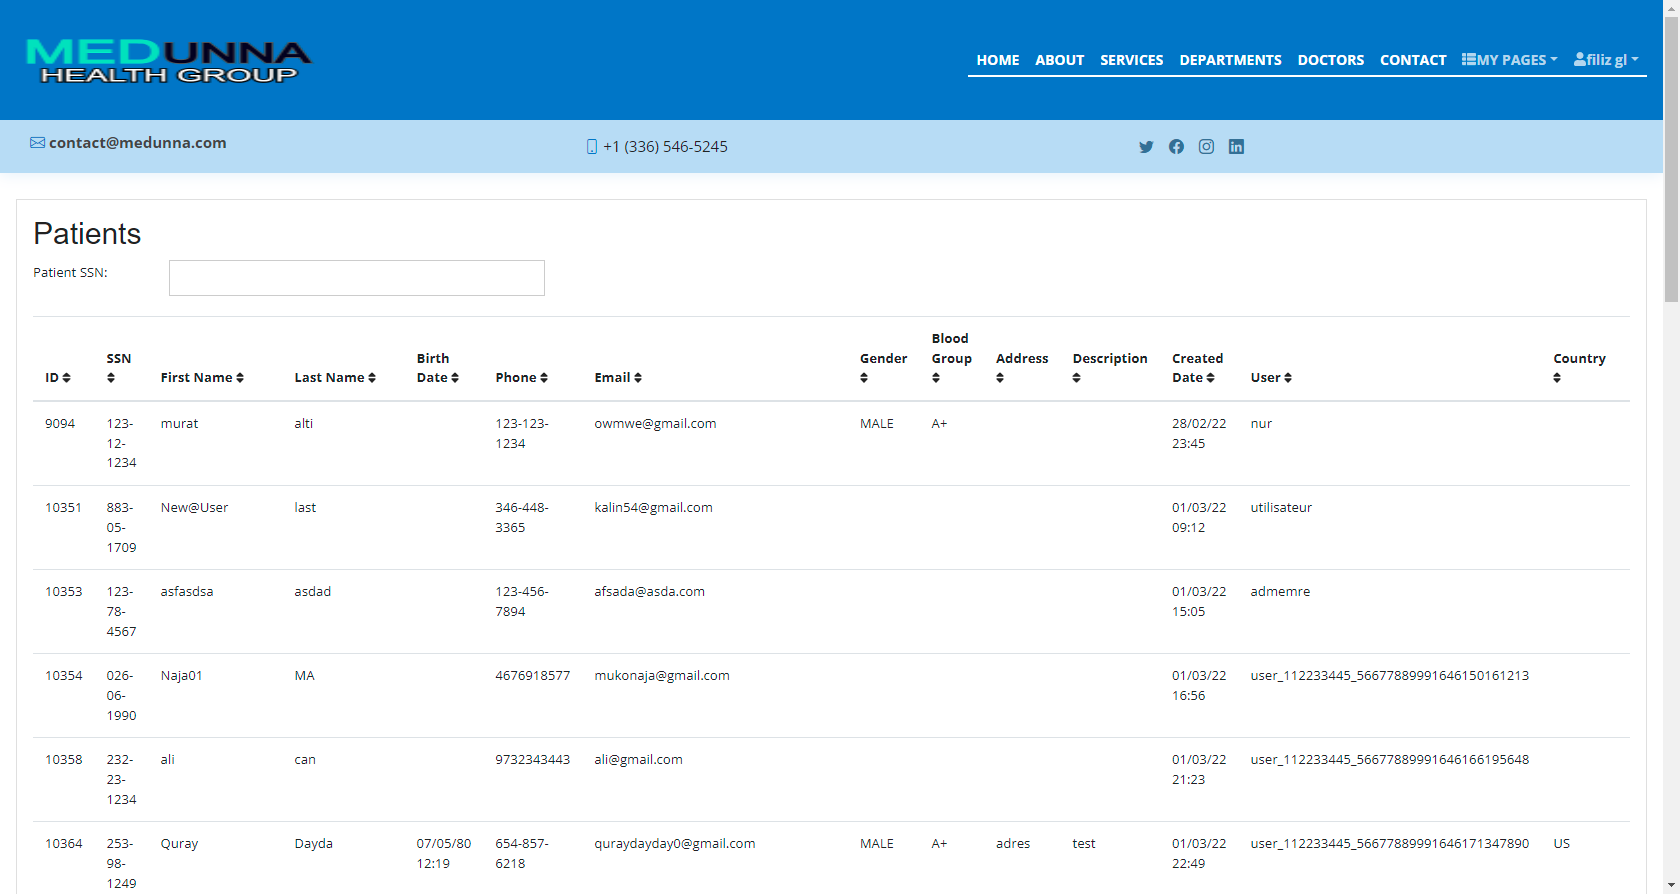 MEDUNNA
HEALTH GROUP
HOME ABOUT SERVICES DEPARTMENTS DOCTORS CONTACT MY PAGES filiz gl
contact@medunna.com
+1 (336) 546-5245
Patients
Patient SSN:
ID SSN First Name Last Name Birth Date Phone Email Gender Blood Group Address Description Created Date User Country
9094 123-12-1234 murat alti 123-123-1234 owmwe@gmail.com MALE A+ 28/02/22 23:45 nur
10351 883-05-1709 New@User last 346-448-3365 kalin54@gmail.com 01/03/22 09:12 utilisateur
10353 123-78-4567 asfasdsa asdad 123-456-7894 afsada@asda.com 01/03/22 15:05 admemre
10354 026-06-1990 Naja01 MA 4676918577 mukonaja@gmail.com 01/03/22 16:56 user_112233445_56677889991646150161213
10358 232-23-1234 ali can 9732343443 ali@gmail.com 01/03/22 21:23 user_112233445_56677889991646166195648
10364 253-98-1249 Quray Dayda 07/05/80 12:19 654-857-6218 quraydayday0@gmail.com MALE A+ adres test 01/03/22 22:49 user_112233445_56677889991646171347890 US